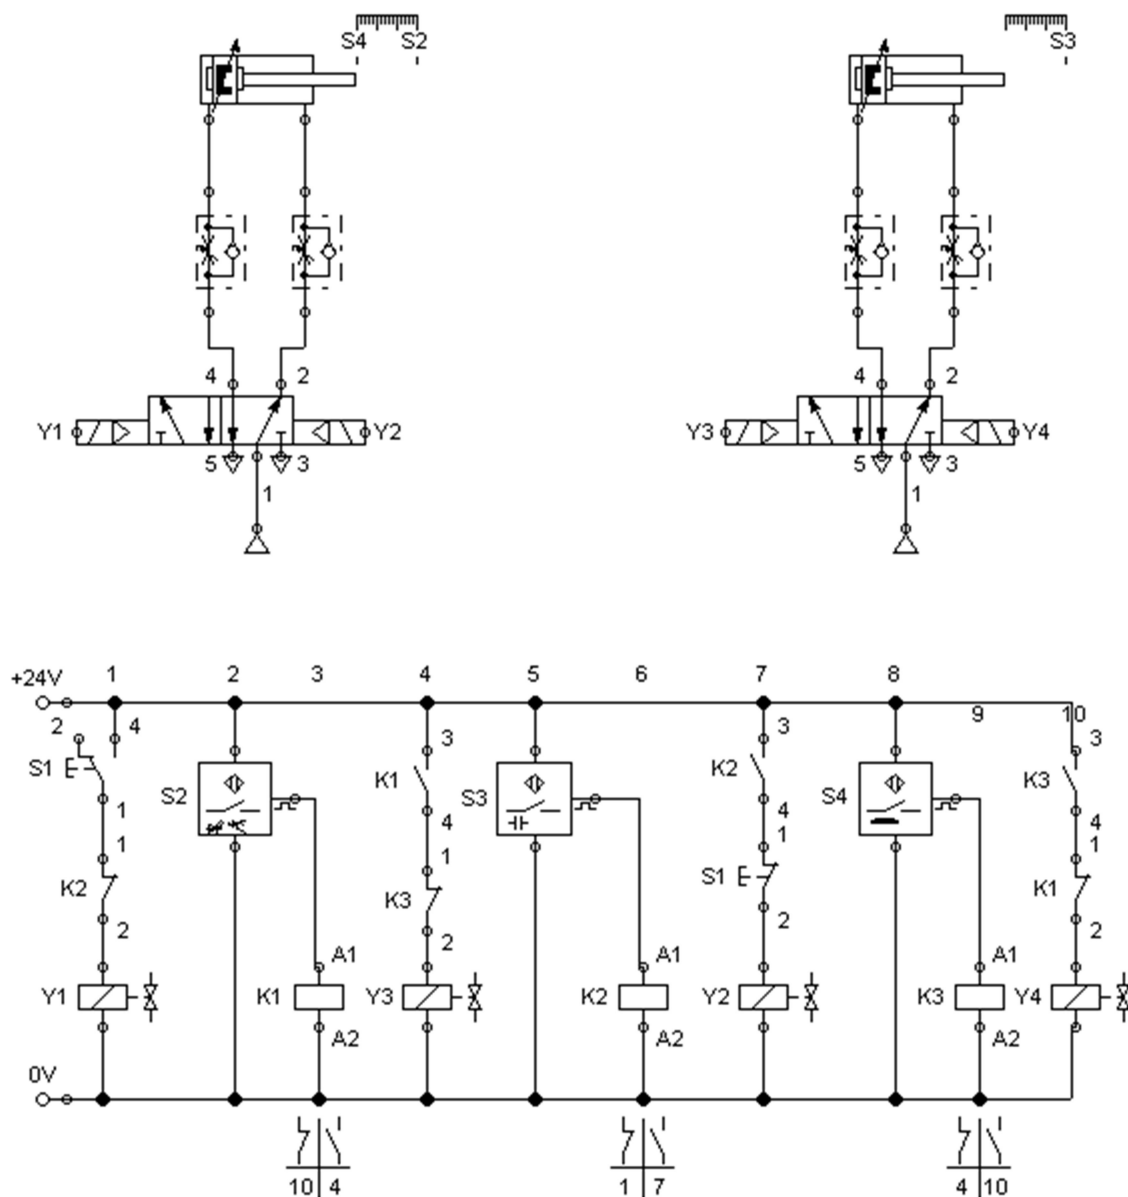 S4 S2 S3
4 2 4 2
Y1 Y2 Y3 Y4
5 3 5 3
1 1
1 2 3 4 5 6 7 8
+24V
9 10
2 4 3 3 3
S1 K1 K2 K3
S2 S3 S4
1 4 4 4
1 1 1 1
K2 K3 S1 K1
2 2 2 2
A1 A1 A1
Y1 K1 Y3 K2 Y2 K3 Y4
A2 A2 A2
0V
10 4 1 7 4 10